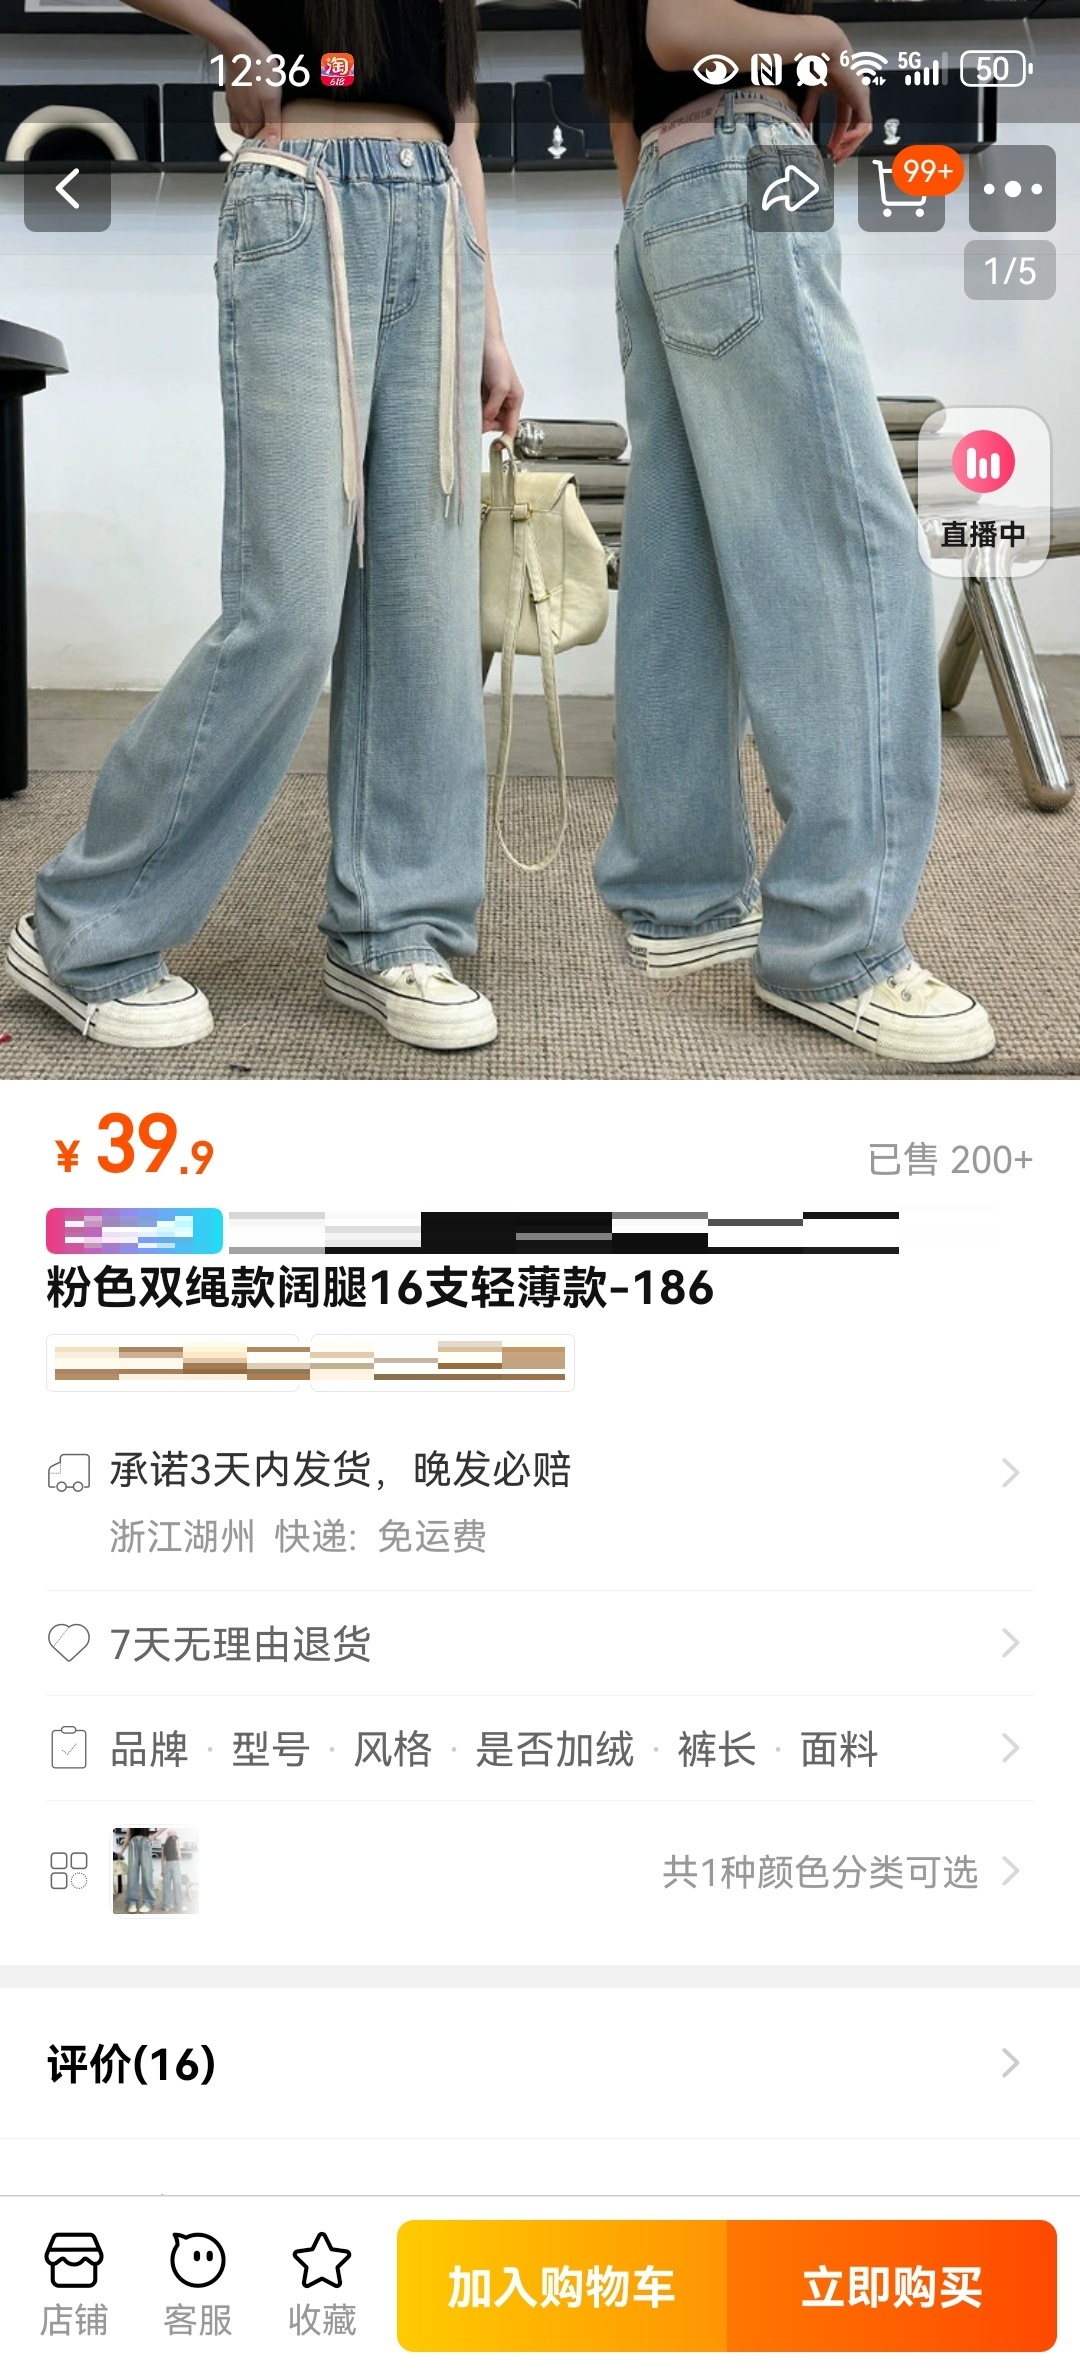 12:36
淘
618
6
5G
50
99+
1/5
直播中
¥ 39.9
已售 200+
粉色双绳款阔腿16支轻薄款-186
承诺3天内发货，晚发必赔
浙江湖州 快递: 免运费
7天无理由退货
品牌 · 型号 · 风格 · 是否加绒 · 裤长 · 面料
共1种颜色分类可选
评价(16)
店铺
客服
收藏
加入购物车
立即购买